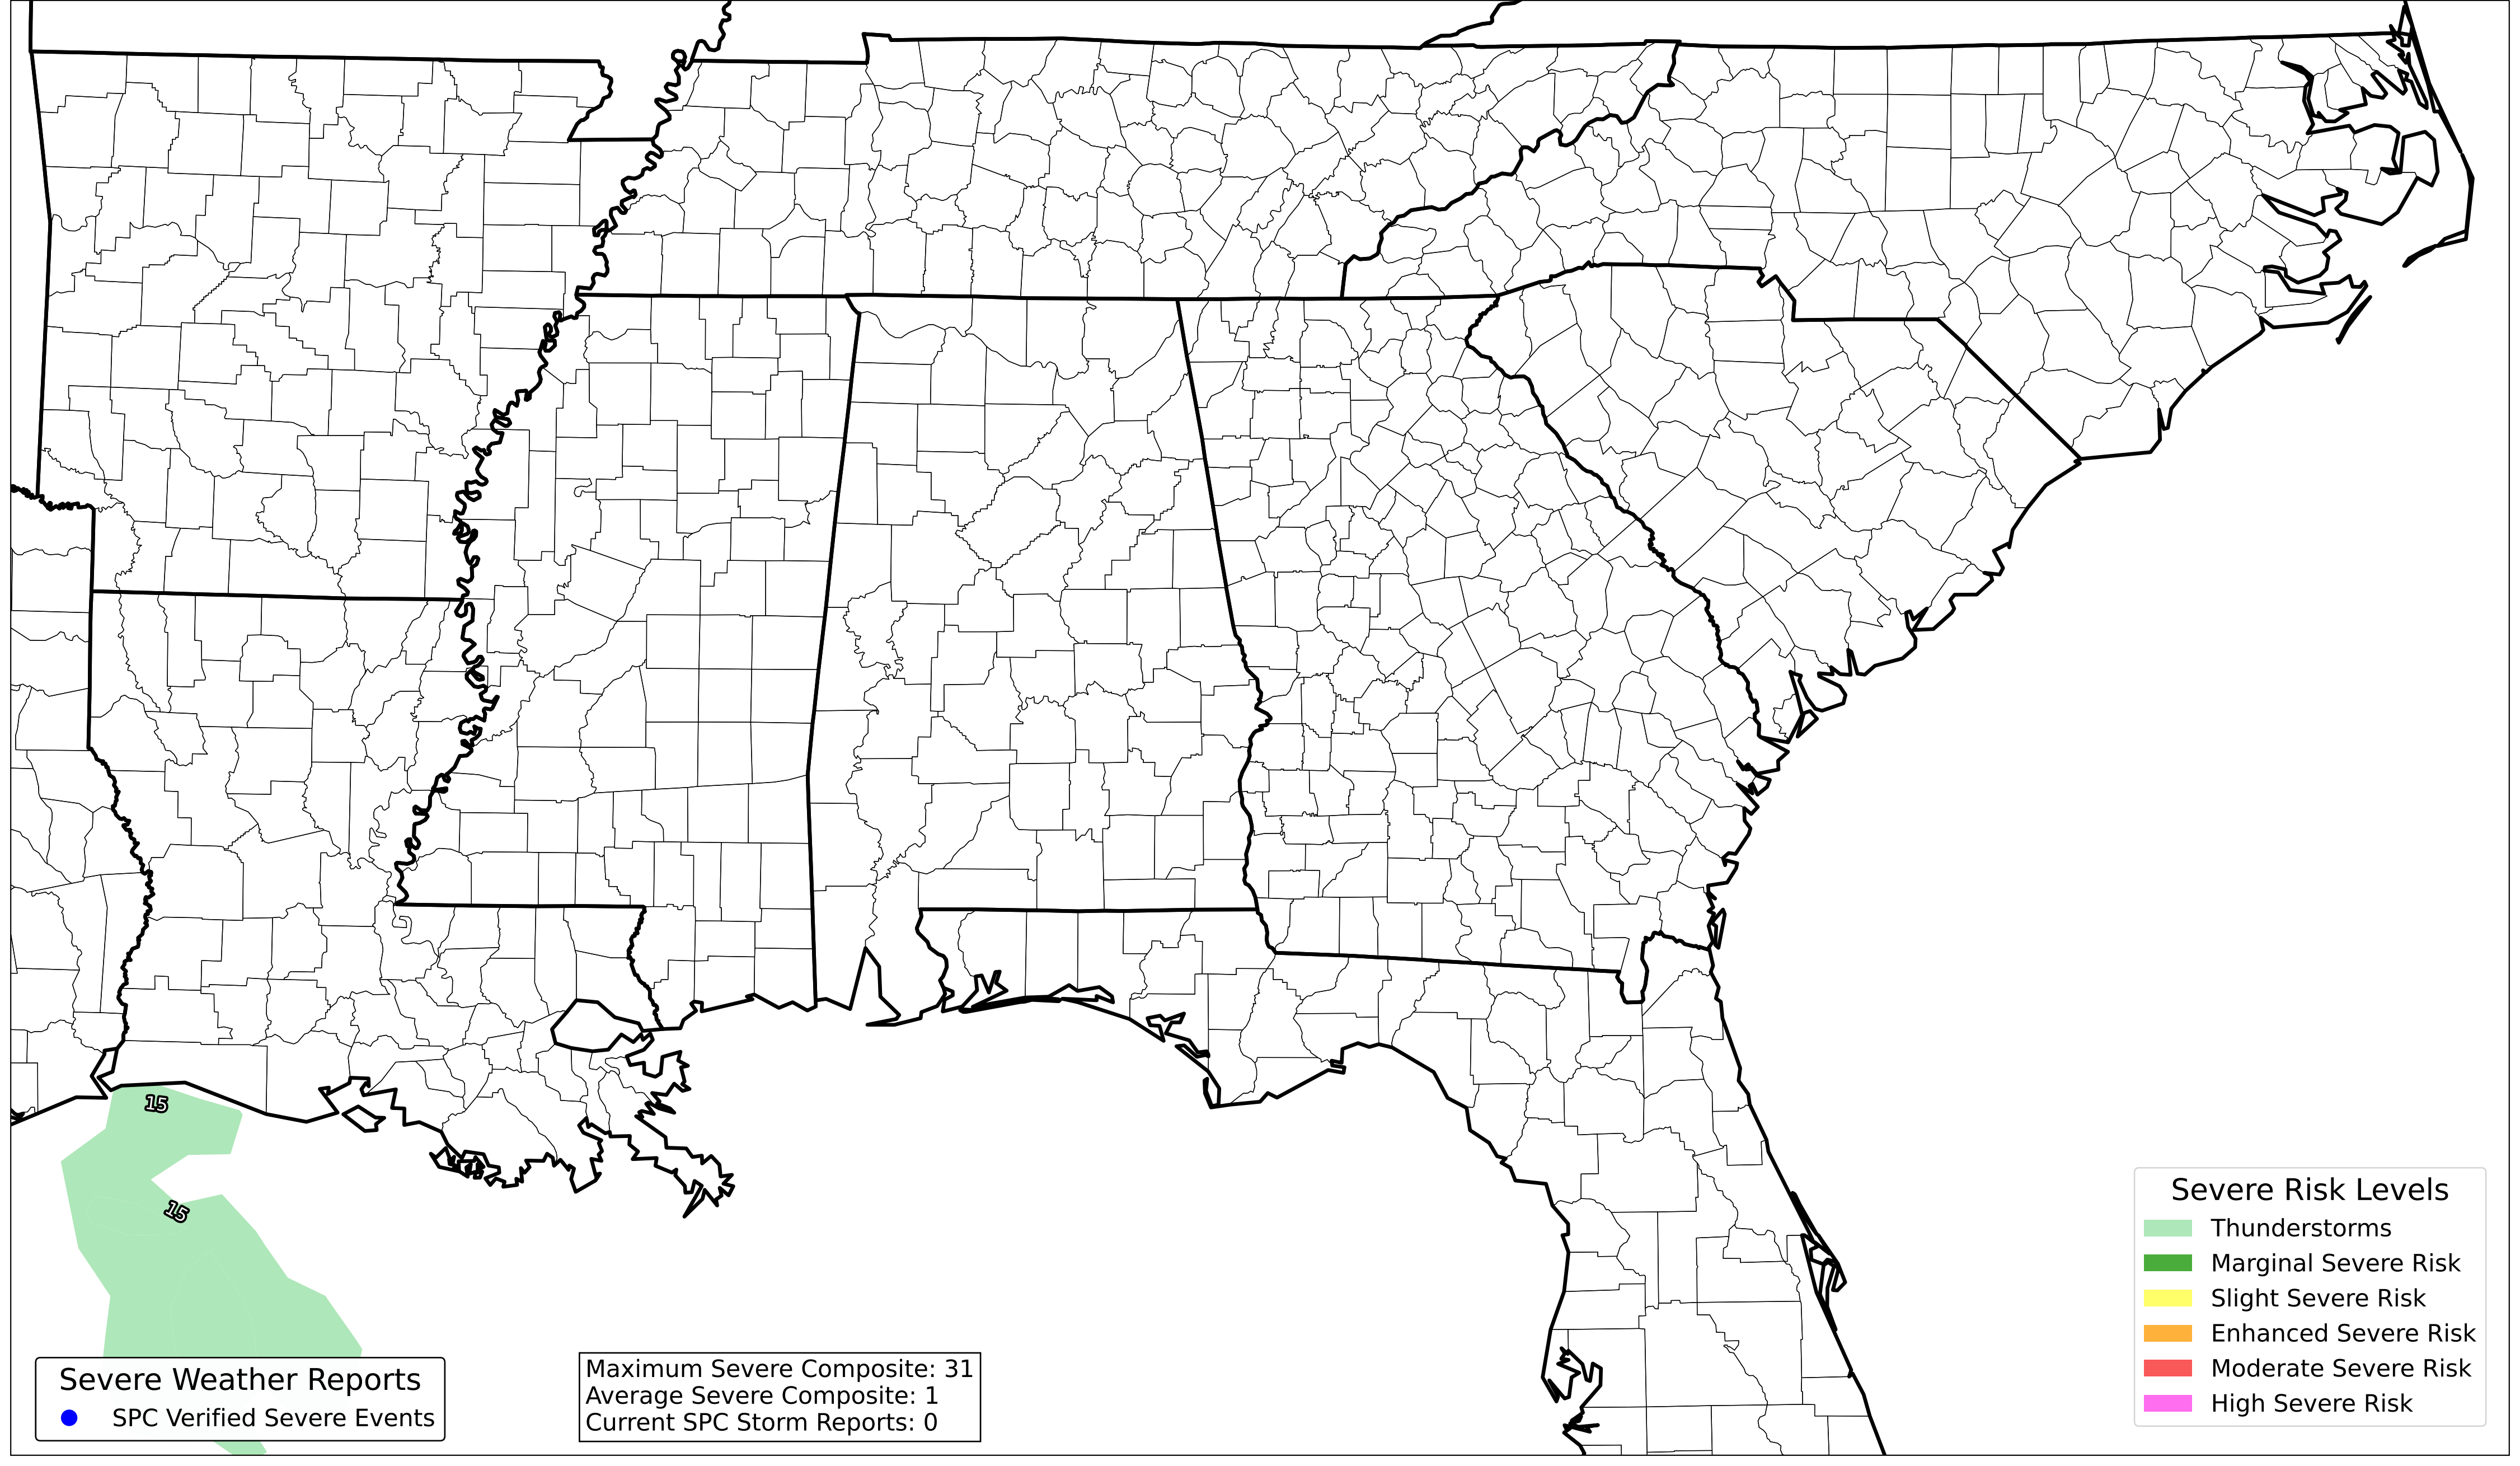 15
15
Severe Risk Levels
Thunderstorms
Marginal Severe Risk
Slight Severe Risk
Enhanced Severe Risk
Moderate Severe Risk
High Severe Risk
Severe Weather Reports
SPC Verified Severe Events
Maximum Severe Composite: 31
Average Severe Composite: 1
Current SPC Storm Reports: 0